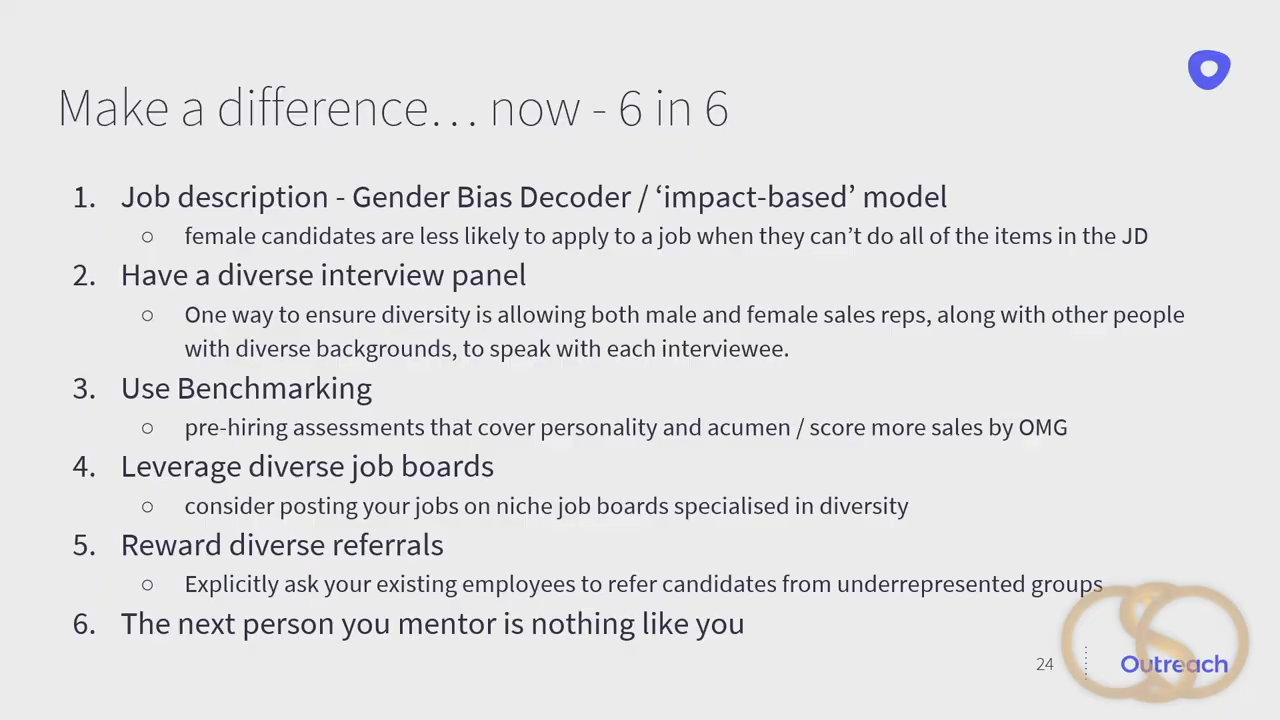 Make a difference… now - 6 in 6
1. Job description - Gender Bias Decoder / ‘impact-based’ model
○ female candidates are less likely to apply to a job when they can’t do all of the items in the JD
2. Have a diverse interview panel
○ One way to ensure diversity is allowing both male and female sales reps, along with other people
with diverse backgrounds, to speak with each interviewee.
3. Use Benchmarking
○ pre-hiring assessments that cover personality and acumen / score more sales by OMG
4. Leverage diverse job boards
○ consider posting your jobs on niche job boards specialised in diversity
5. Reward diverse referrals
○ Explicitly ask your existing employees to refer candidates from underrepresented groups
6. The next person you mentor is nothing like you
24
Outreach